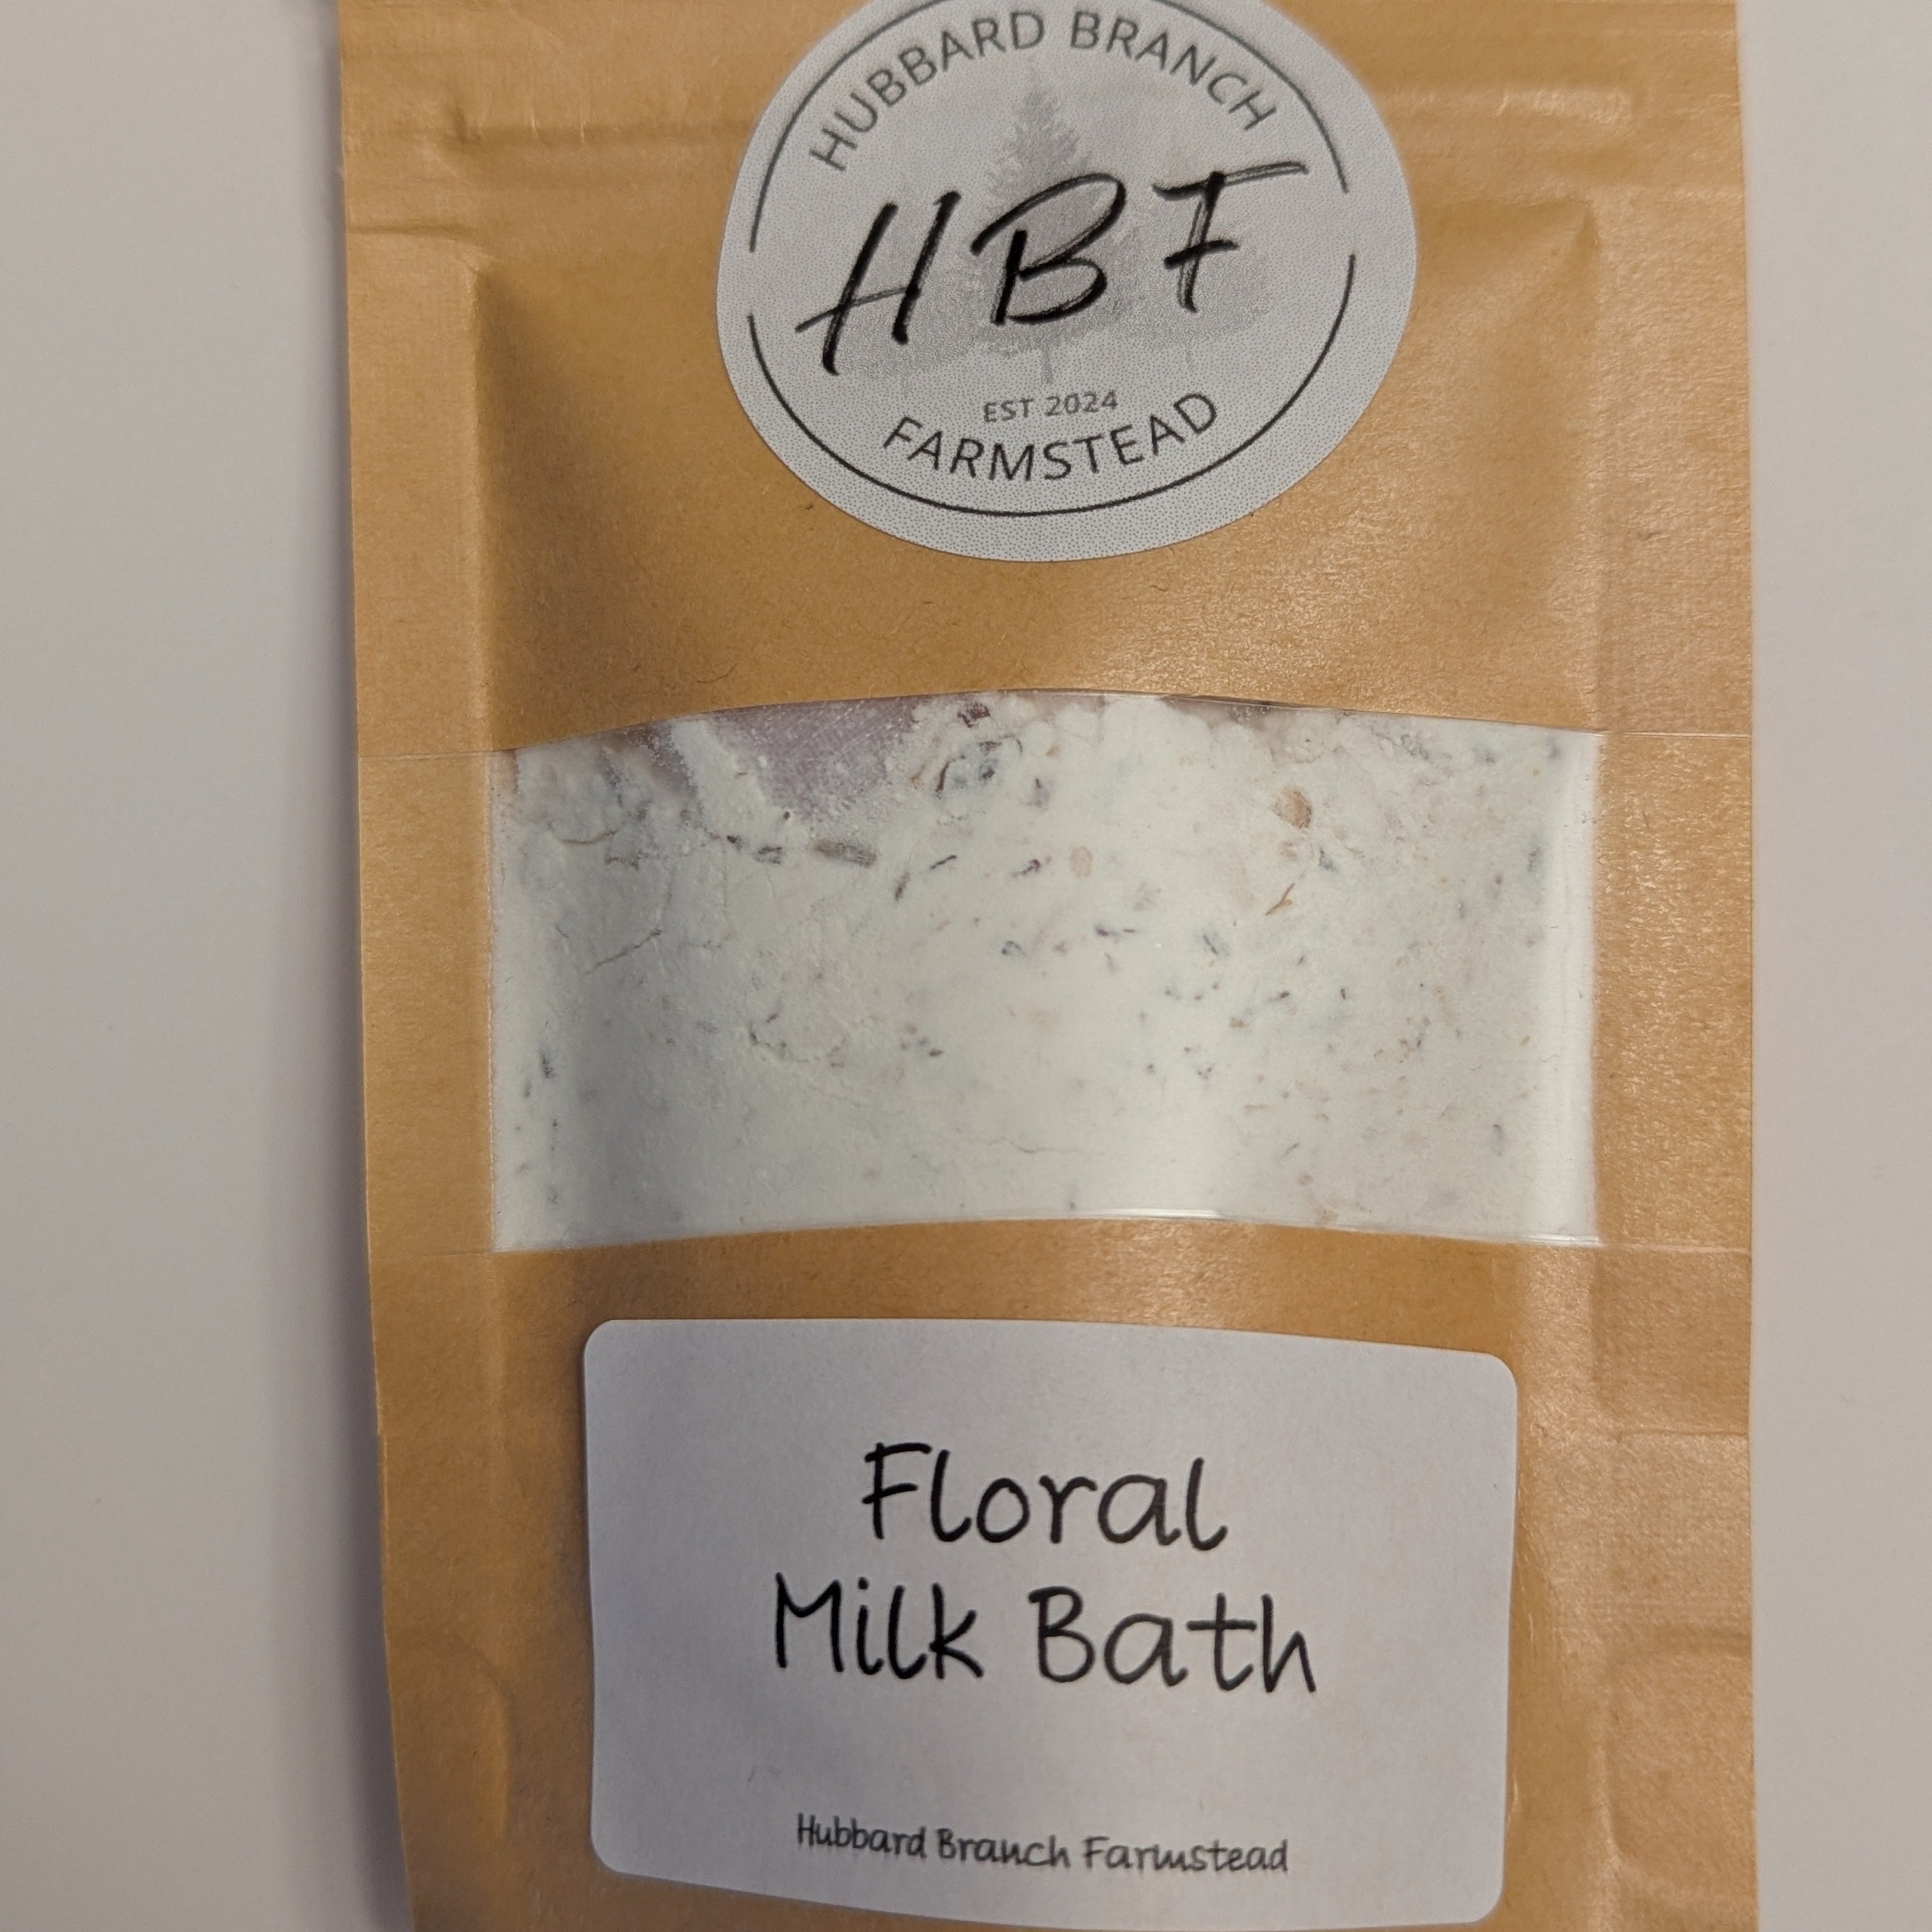 HUBBARD BRANCH
HBF
EST 2024
FARMSTEAD
Floral
Milk Bath
Hubbard Branch Farmstead